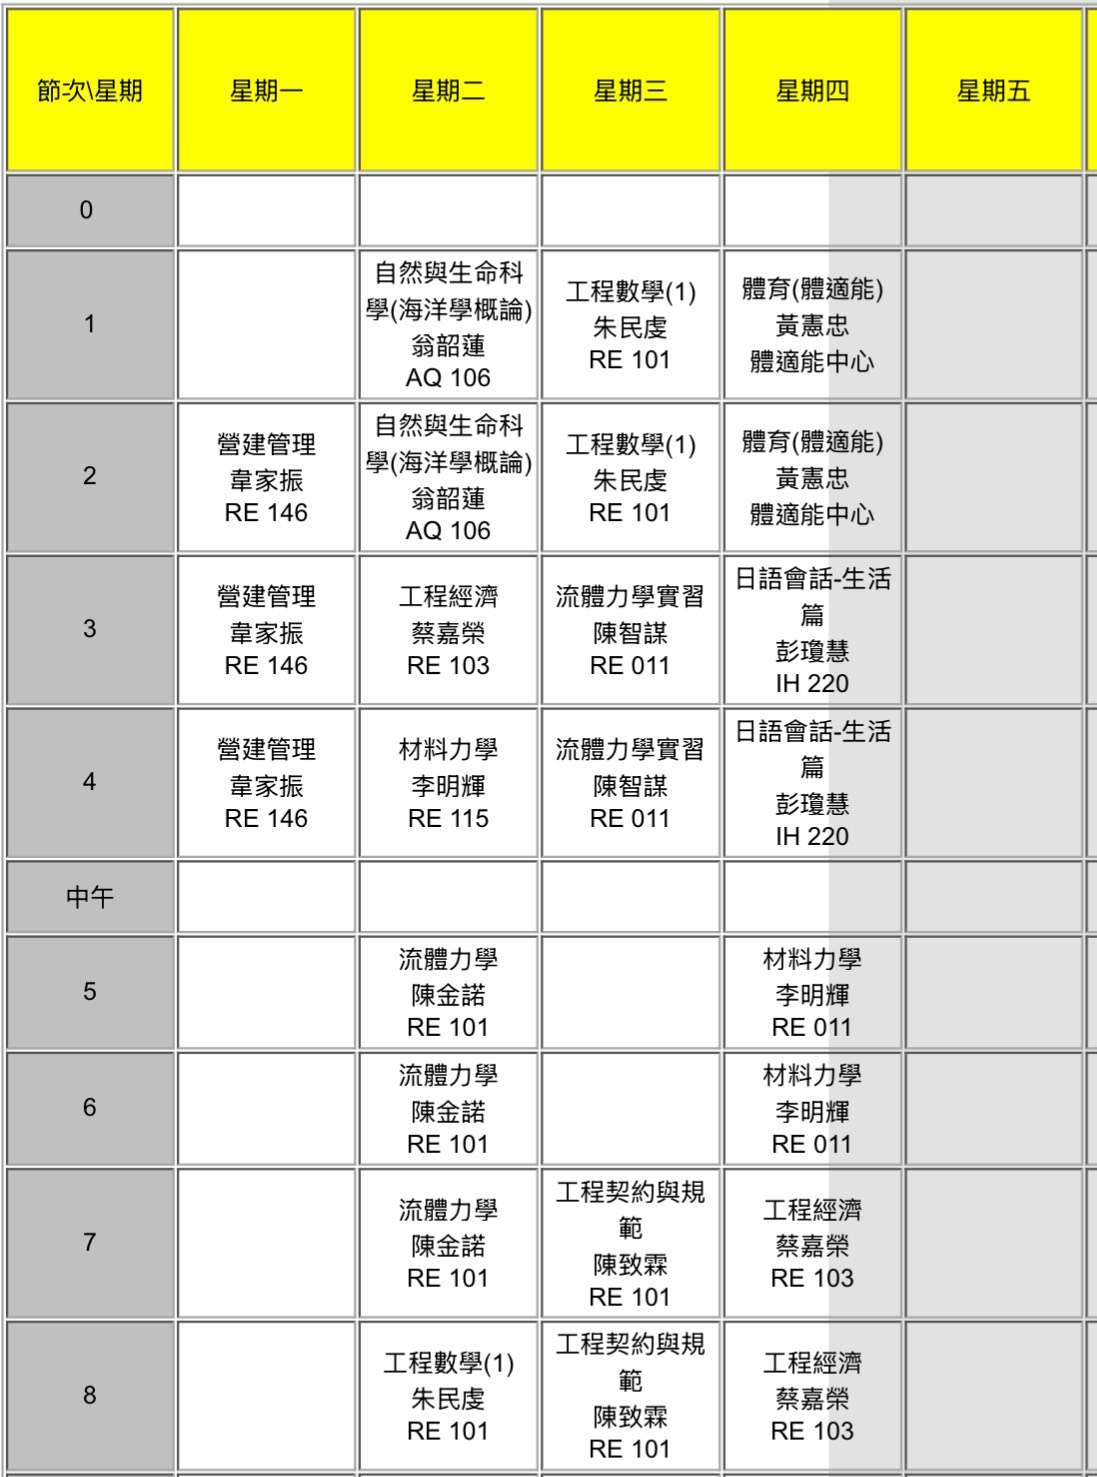 節次\星期 星期一 星期二 星期三 星期四 星期五
0
1
自然與生命科
學(海洋學概論)
翁韶蓮
AQ 106
工程數學(1)
朱民虔
RE 101
體育(體適能)
黃憲忠
體適能中心
2
營建管理
韋家振
RE 146
自然與生命科
學(海洋學概論)
翁韶蓮
AQ 106
工程數學(1)
朱民虔
RE 101
體育(體適能)
黃憲忠
體適能中心
3
營建管理
韋家振
RE 146
工程經濟
蔡嘉榮
RE 103
流體力學實習
陳智謀
RE 011
日語會話-生活
篇
彭瓊慧
IH 220
4
營建管理
韋家振
RE 146
材料力學
李明輝
RE 115
流體力學實習
陳智謀
RE 011
日語會話-生活
篇
彭瓊慧
IH 220
中午
5
流體力學
陳金諾
RE 101
材料力學
李明輝
RE 011
6
流體力學
陳金諾
RE 101
材料力學
李明輝
RE 011
7
流體力學
陳金諾
RE 101
工程契約與規
範
陳致霖
RE 101
工程經濟
蔡嘉榮
RE 103
8
工程數學(1)
朱民虔
RE 101
工程契約與規
範
陳致霖
RE 101
工程經濟
蔡嘉榮
RE 103